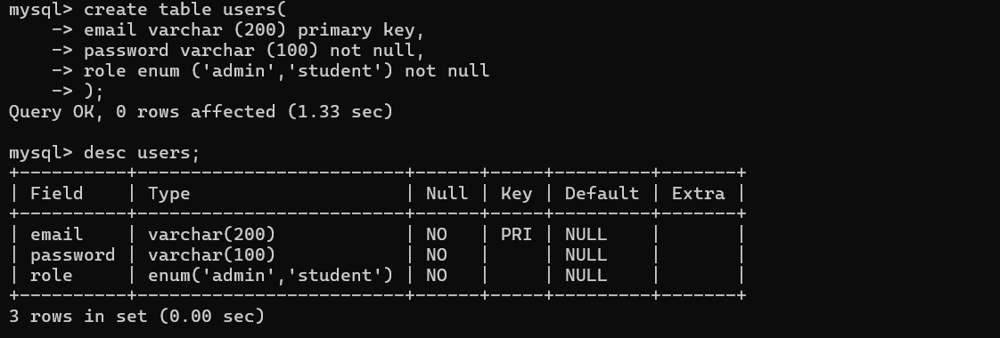 mysql> create table users(
    -> email varchar (200) primary key,
    -> password varchar (100) not null,
    -> role enum ('admin','student') not null
    -> );
Query OK, 0 rows affected (1.33 sec)

mysql> desc users;
+----------+-------------------------+------+-----+---------+-------+
| Field    | Type                    | Null | Key | Default | Extra |
+----------+-------------------------+------+-----+---------+-------+
| email    | varchar(200)            | NO   | PRI | NULL    |       |
| password | varchar(100)            | NO   |     | NULL    |       |
| role     | enum('admin','student') | NO   |     | NULL    |       |
+----------+-------------------------+------+-----+---------+-------+
3 rows in set (0.00 sec)